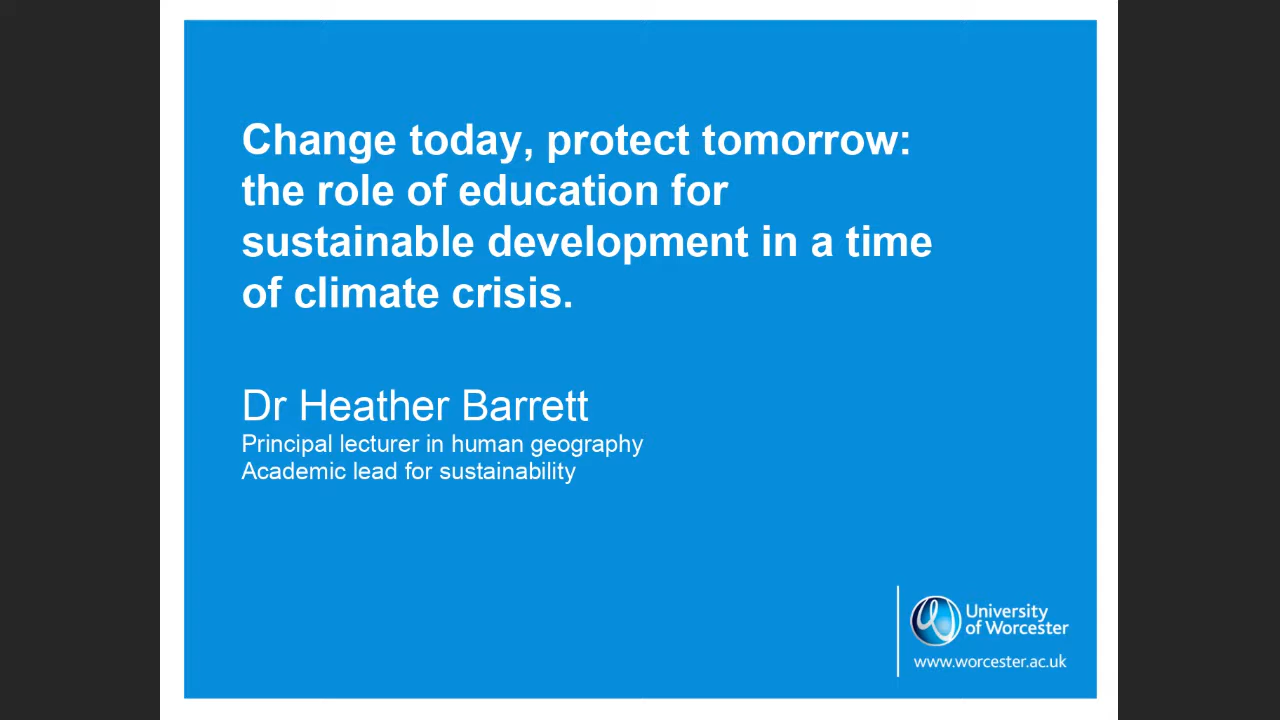 Change today, protect tomorrow:
the role of education for
sustainable development in a time
of climate crisis.
Dr Heather Barrett
Principal lecturer in human geography
Academic lead for sustainability
University
of Worcester
www.worcester.ac.uk